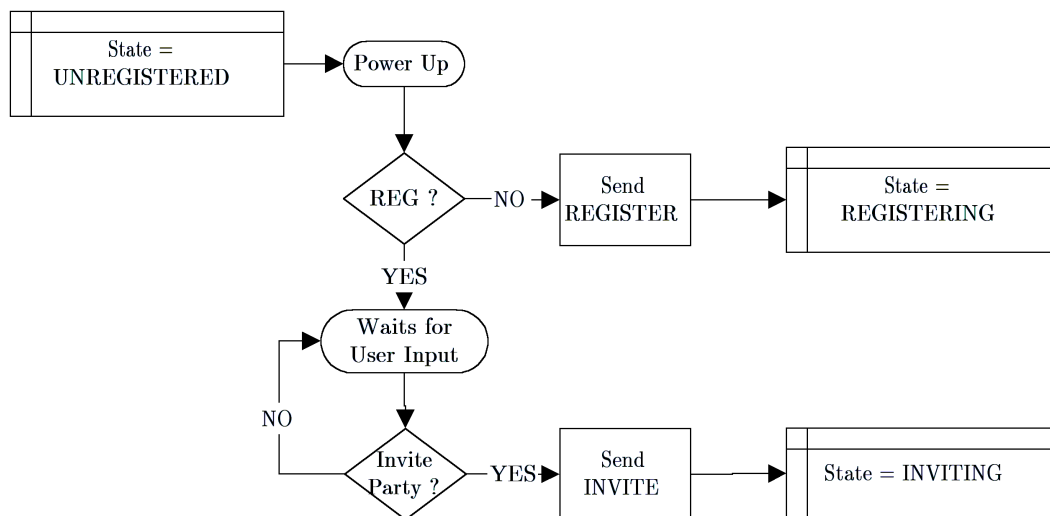 State =
UNREGISTERED
Power Up
REG ?
NO
Send
REGISTER
State =
REGISTERING
YES
Waits for
User Input
NO
Invite
Party ?
YES
Send
INVITE
State = INVITING